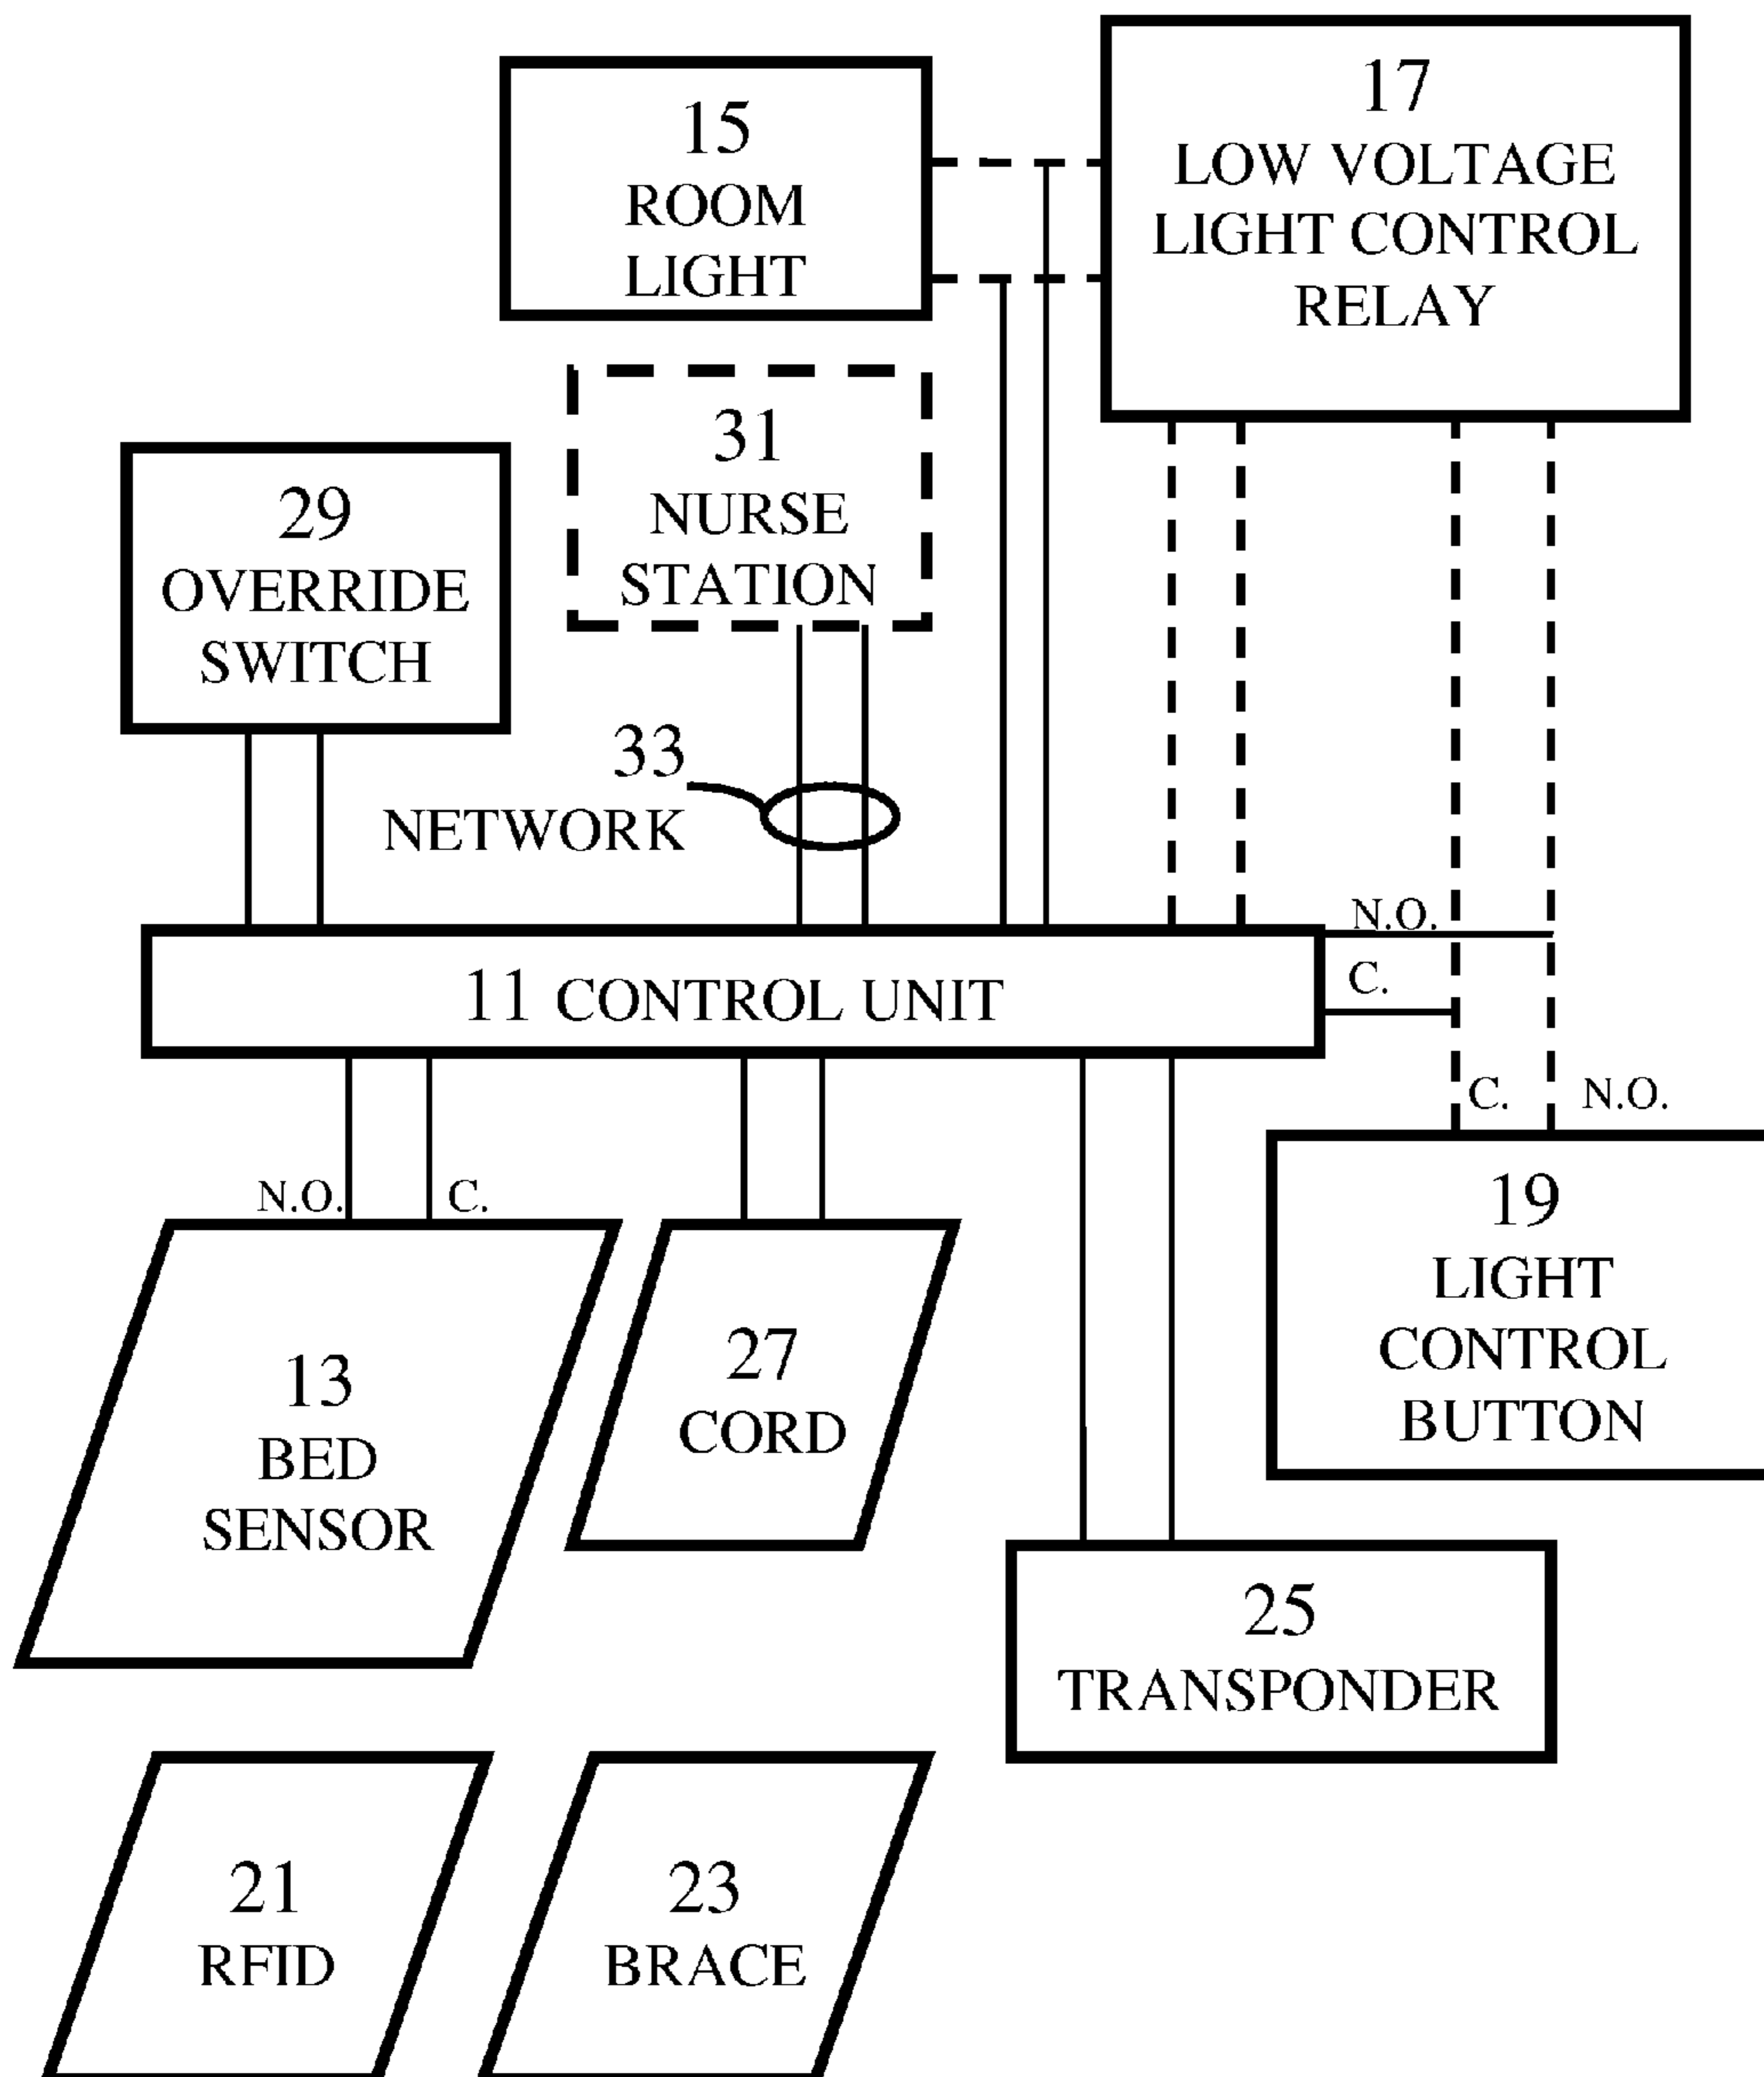 15
ROOM
LIGHT
17
LOW VOLTAGE
LIGHT CONTROL
RELAY
31
NURSE
STATION
29
OVERRIDE
SWITCH
33
NETWORK
N.O.
11 CONTROL UNIT
C.
C.
N.O.
N.O.
C.
19
LIGHT
CONTROL
BUTTON
13
BED
SENSOR
27
CORD
25
TRANSPONDER
21
RFID
23
BRACE